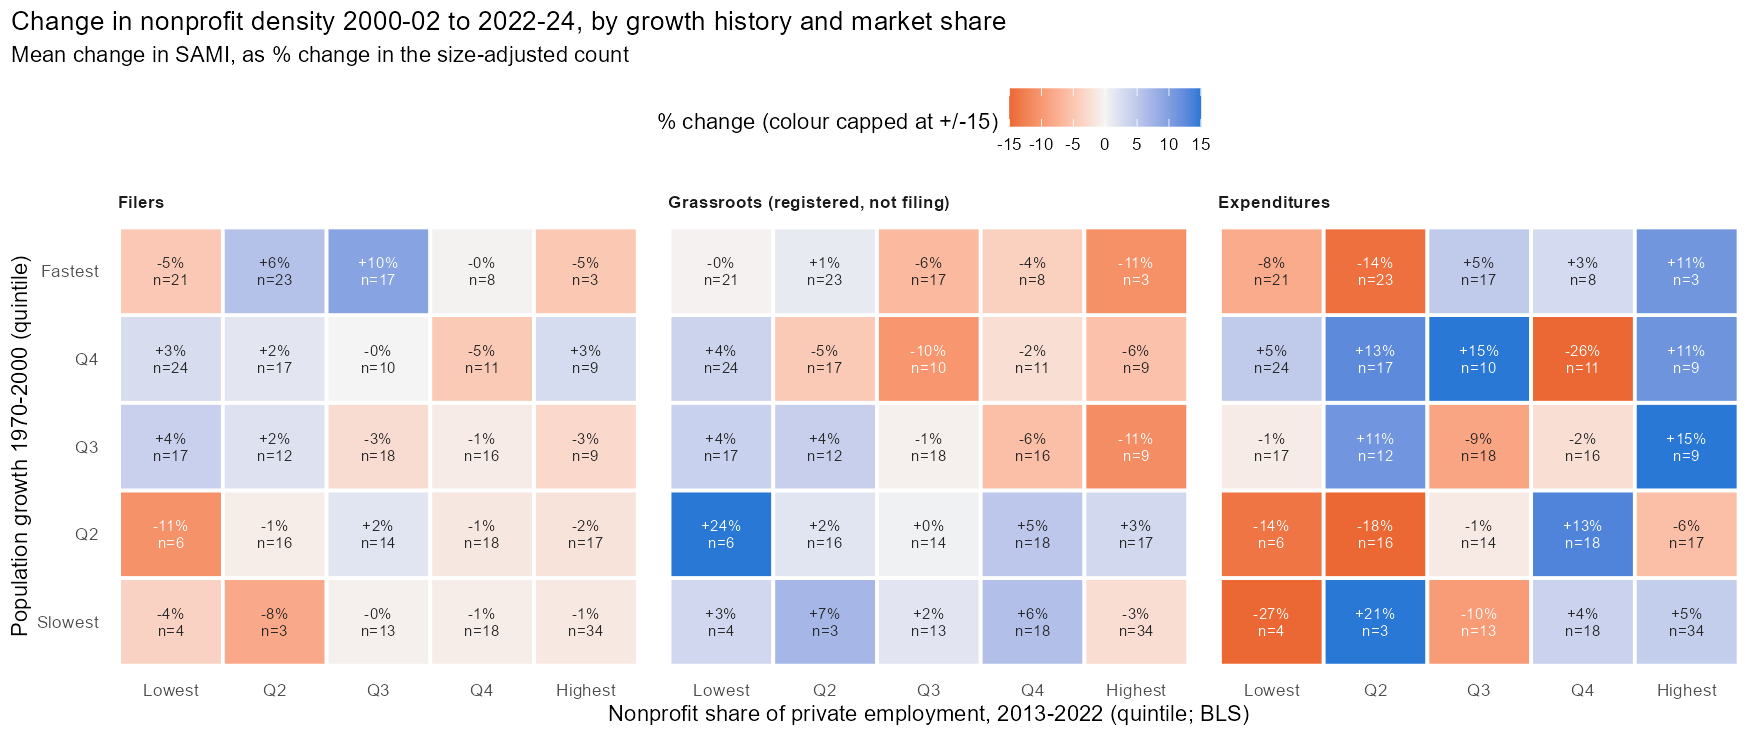 Change in nonprofit density 2000-02 to 2022-24, by growth history and market share
Mean change in SAMI, as % change in the size-adjusted count
% change (colour capped at +/-15)
-15 -10 -5 0 5 10 15
Filers
Grassroots (registered, not filing)
Expenditures
Population growth 1970-2000 (quintile)
Fastest
-5% +6% +10% -0% -5% -0% +1% -6% -4% -11% -8% -14% +5% +3% +11%
n=21 n=23 n=17 n=8 n=3 n=21 n=23 n=17 n=8 n=3 n=21 n=23 n=17 n=8 n=3
Q4
+3% +2% -0% -5% +3% +4% -5% -10% -2% -6% +5% +13% +15% -26% +11%
n=24 n=17 n=10 n=11 n=9 n=24 n=17 n=10 n=11 n=9 n=24 n=17 n=10 n=11 n=9
Q3
+4% +2% -3% -1% -3% +4% +4% -1% -6% -11% -1% +11% -9% -2% +15%
n=17 n=12 n=18 n=16 n=9 n=17 n=12 n=18 n=16 n=9 n=17 n=12 n=18 n=16 n=9
Q2
-11% -1% +2% -1% -2% +24% +2% +0% +5% +3% -14% -18% -1% +13% -6%
n=6 n=16 n=14 n=18 n=17 n=6 n=16 n=14 n=18 n=17 n=6 n=16 n=14 n=18 n=17
Slowest
-4% -8% -0% -1% -1% +3% +7% +2% +6% -3% -27% +21% -10% +4% +5%
n=4 n=3 n=13 n=18 n=34 n=4 n=3 n=13 n=18 n=34 n=4 n=3 n=13 n=18 n=34
Lowest Q2 Q3 Q4 Highest Lowest Q2 Q3 Q4 Highest Lowest Q2 Q3 Q4 Highest
Nonprofit share of private employment, 2013-2022 (quintile; BLS)